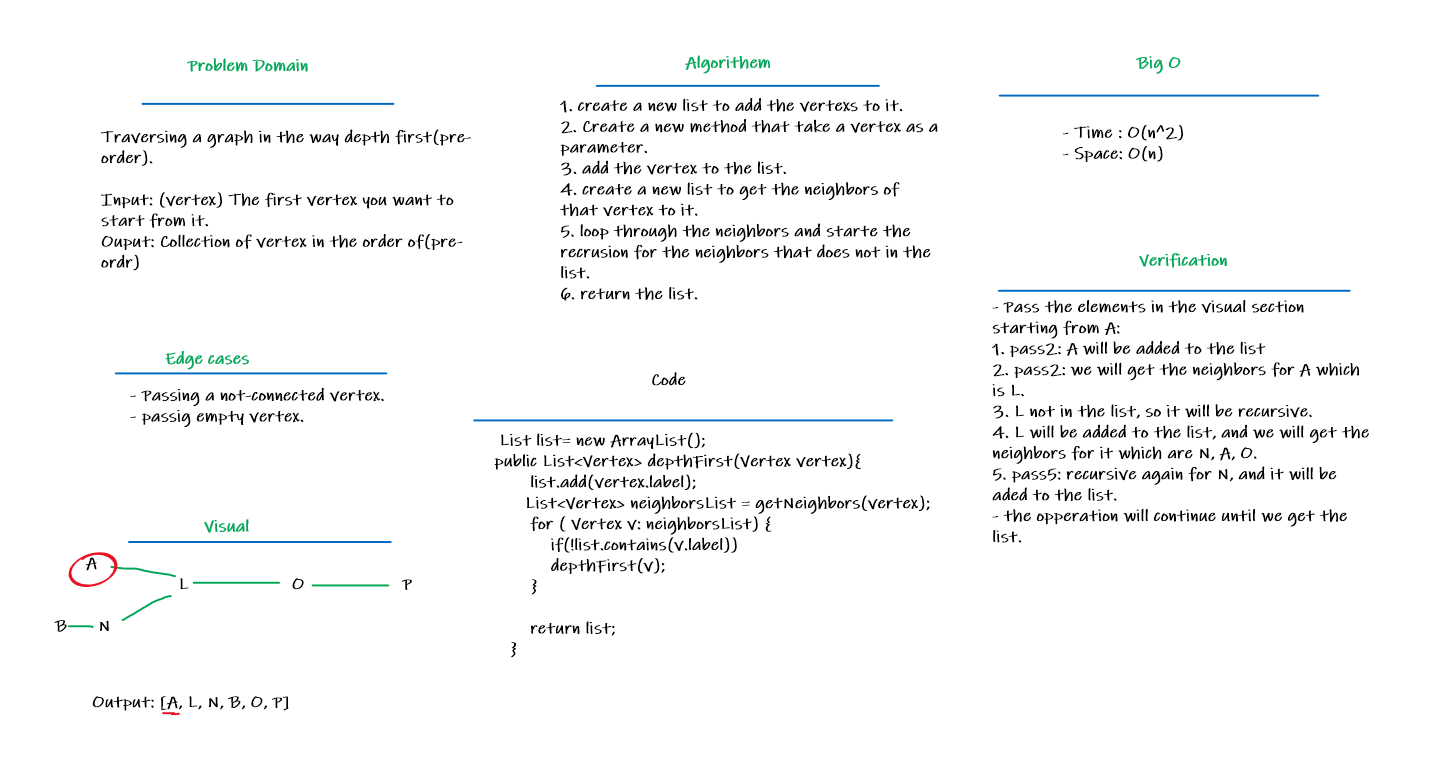 Problem Domain
Traversing a graph in the way depth first(pre-
order).
Input: (vertex) The first vertex you want to
start from it.
Ouput: Collection of vertex in the order of(pre-
ordr)
Edge cases
- Passing a not-connected vertex.
- passig empty vertex.
Visual
A
L
O
P
B
N
Output: [A, L, N, B, O, P]
Algorithem
1. create a new list to add the vertexs to it.
2. Create a new method that take a vertex as a
parameter.
3. add the vertex to the list.
4. create a new list to get the neighbors of
that vertex to it.
5. loop through the neighbors and starte the
recrusion for the neighbors that does not in the
list.
6. return the list.
Code
List list= new ArrayList();
public List<Vertex> depthFirst(Vertex vertex){
list.add(vertex.label);
List<Vertex> neighborsList = getNeighbors(vertex);
for ( Vertex v: neighborsList) {
if(!list.contains(v.label))
depthFirst(v);
}
return list;
}
Big O
- Time : O(n^2)
- Space: O(n)
Verification
- Pass the elements in the visual section
starting from A:
1. pass2: A will be added to the list
2. pass2: we will get the neighbors for A which
is L.
3. L not in the list, so it will be recursive.
4. L will be added to the list, and we will get the
neighbors for it which are N, A, O.
5. pass5: recursive again for N, and it will be
aded to the list.
- the opperation will continue until we get the
list.